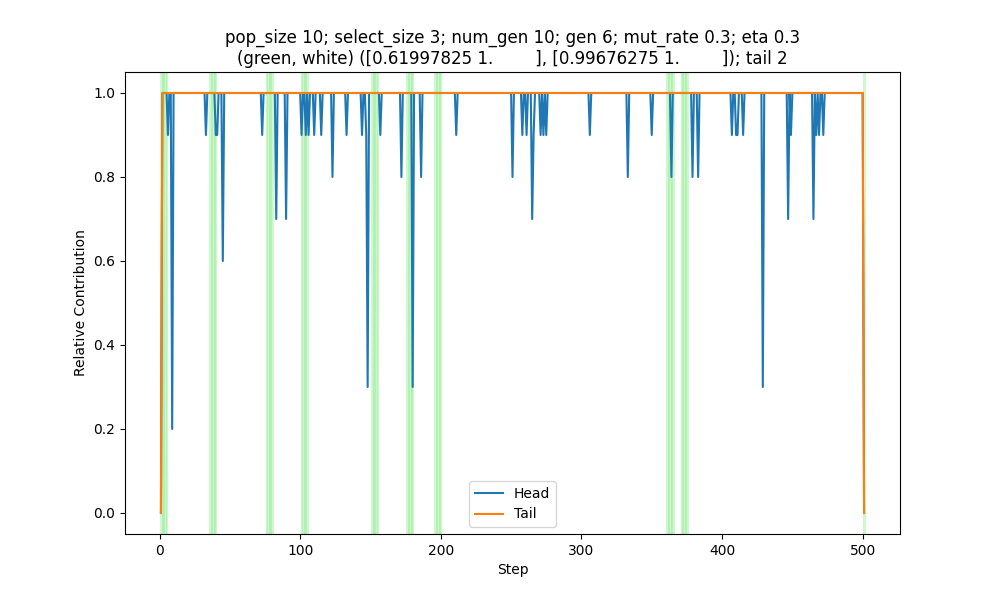 pop_size 10; select_size 3; num_gen 10; gen 6; mut_rate 0.3; eta 0.3
(green, white) ([0.61997825 1.        ], [0.99676275 1.        ]); tail 2
Relative Contribution
1.0
0.8
0.6
0.4
0.2
0.0
Head
Tail
0
100
200
300
400
500
Step